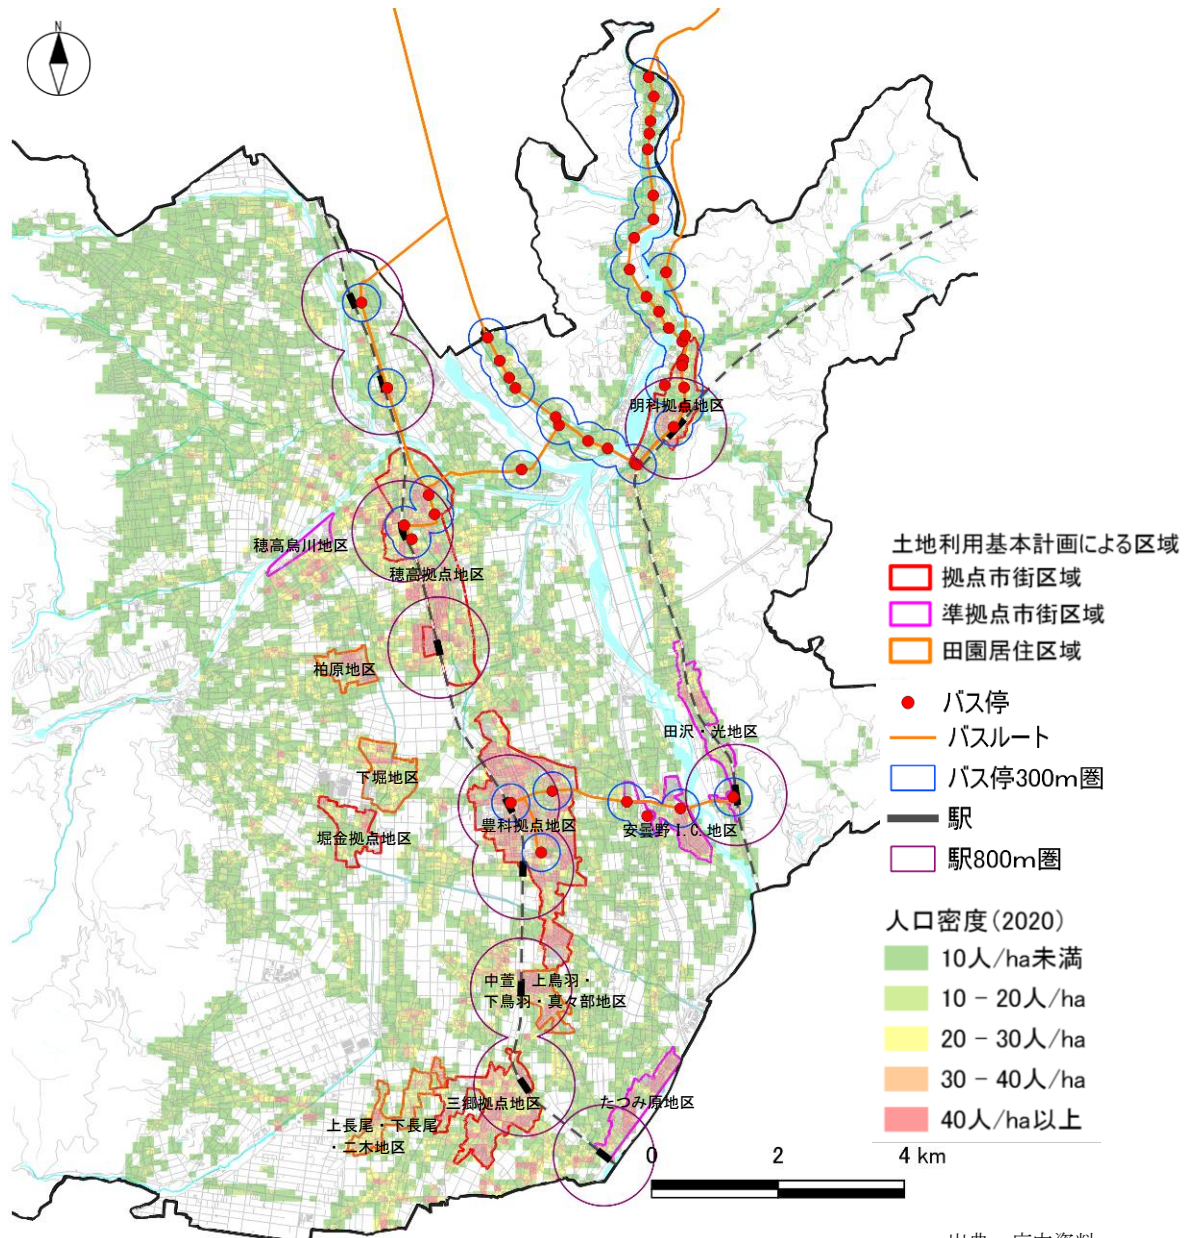 N
明科拠点地区
穂高烏川地区
穂高拠点地区
柏原地区
田沢・光地区
下堀地区
堀金拠点地区
豊科拠点地区
安曇野I.C.地区
中萱 上鳥羽・
下鳥羽・真々部地区
三郷拠点地区
たつみ原地区
上長尾・下長尾
・二木地区
土地利用基本計画による区域
拠点市街区域
準拠点市街区域
田園居住区域
バス停
バスルート
バス停300m圏
駅
駅800m圏
人口密度(2020)
10人/ha未満
10 - 20人/ha
20 - 30人/ha
30 - 40人/ha
40人/ha以上
0 2 4 km